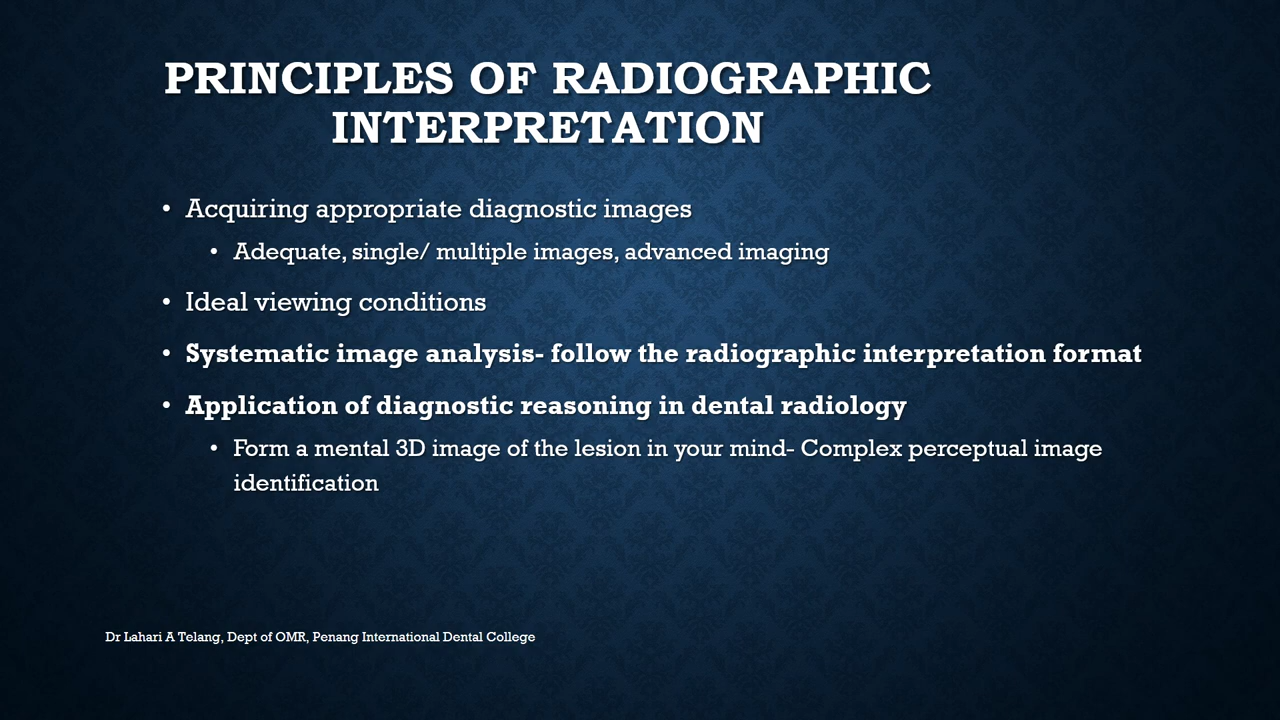 PRINCIPLES OF RADIOGRAPHIC
INTERPRETATION
• Acquiring appropriate diagnostic images
• Adequate, single/ multiple images, advanced imaging
• Ideal viewing conditions
• Systematic image analysis- follow the radiographic interpretation format
• Application of diagnostic reasoning in dental radiology
• Form a mental 3D image of the lesion in your mind- Complex perceptual image
identification
Dr Lahari A Telang, Dept of OMR, Penang International Dental College